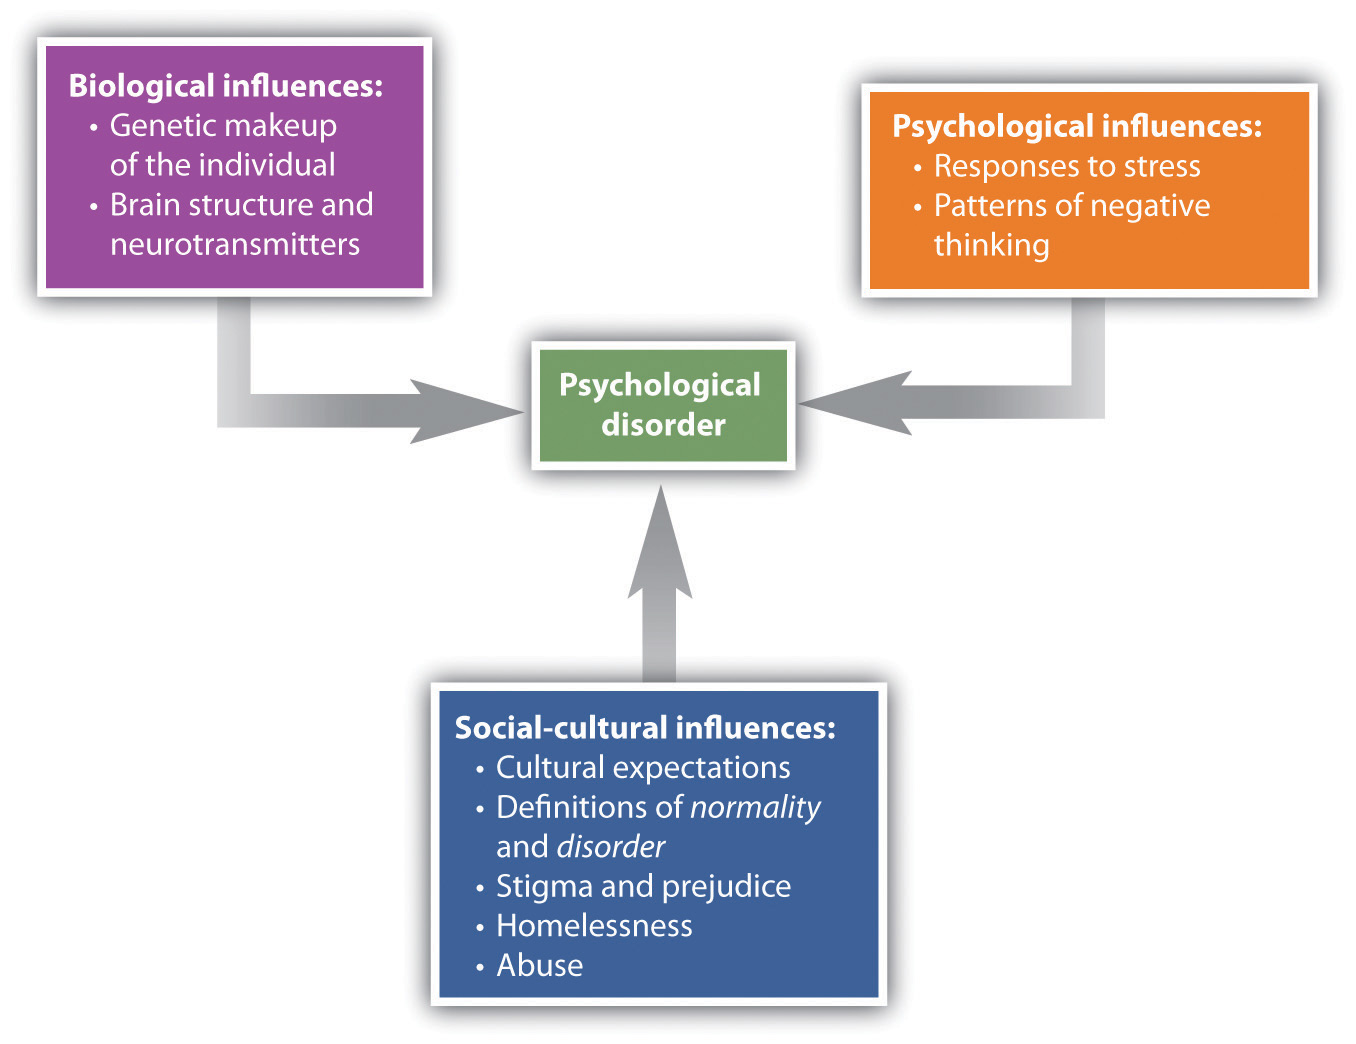 Biological influences:
• Genetic makeup
of the individual
• Brain structure and
neurotransmitters
Psychological influences:
• Responses to stress
• Patterns of negative
thinking
Psychological
disorder
Social-cultural influences:
• Cultural expectations
• Definitions of normality
and disorder
• Stigma and prejudice
• Homelessness
• Abuse